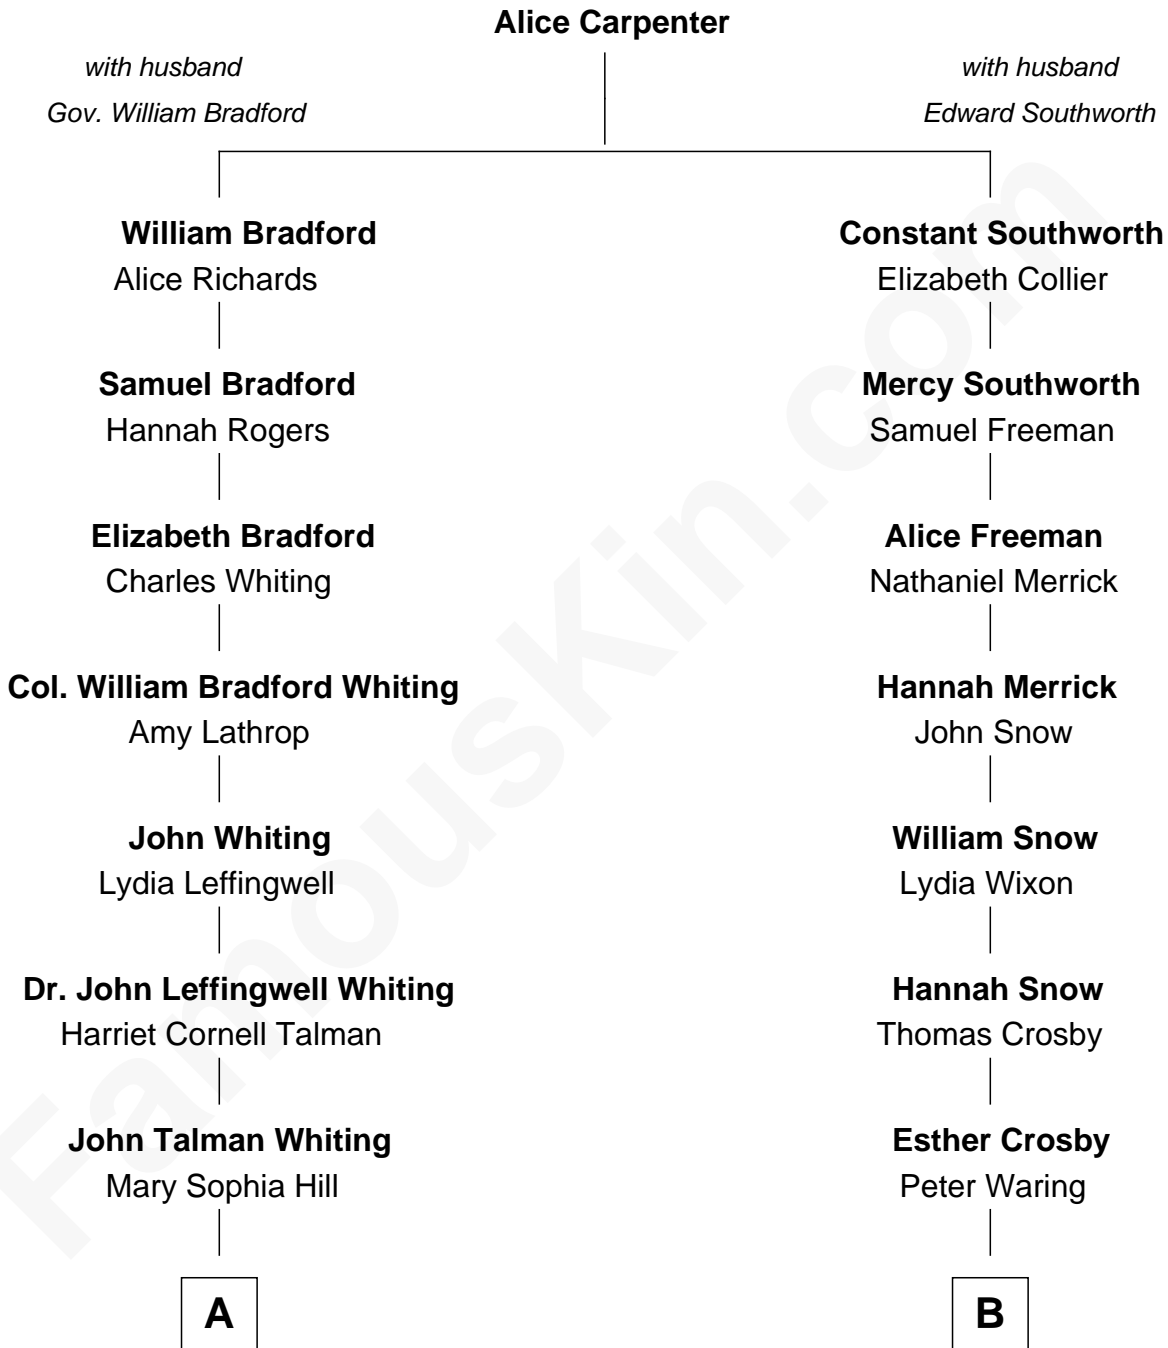 Alice Carpenter
with husband
Gov. William Bradford
with husband
Edward Southworth
William Bradford
Alice Richards
Constant Southworth
Elizabeth Collier
Samuel Bradford
Hannah Rogers
Mercy Southworth
Samuel Freeman
Elizabeth Bradford
Charles Whiting
Alice Freeman
Nathaniel Merrick
Col. William Bradford Whiting
Amy Lathrop
Hannah Merrick
John Snow
John Whiting
Lydia Leffingwell
William Snow
Lydia Wixon
Dr. John Leffingwell Whiting
Harriet Cornell Talman
Hannah Snow
Thomas Crosby
John Talman Whiting
Mary Sophia Hill
Esther Crosby
Peter Waring
A
B
FamousKin.com